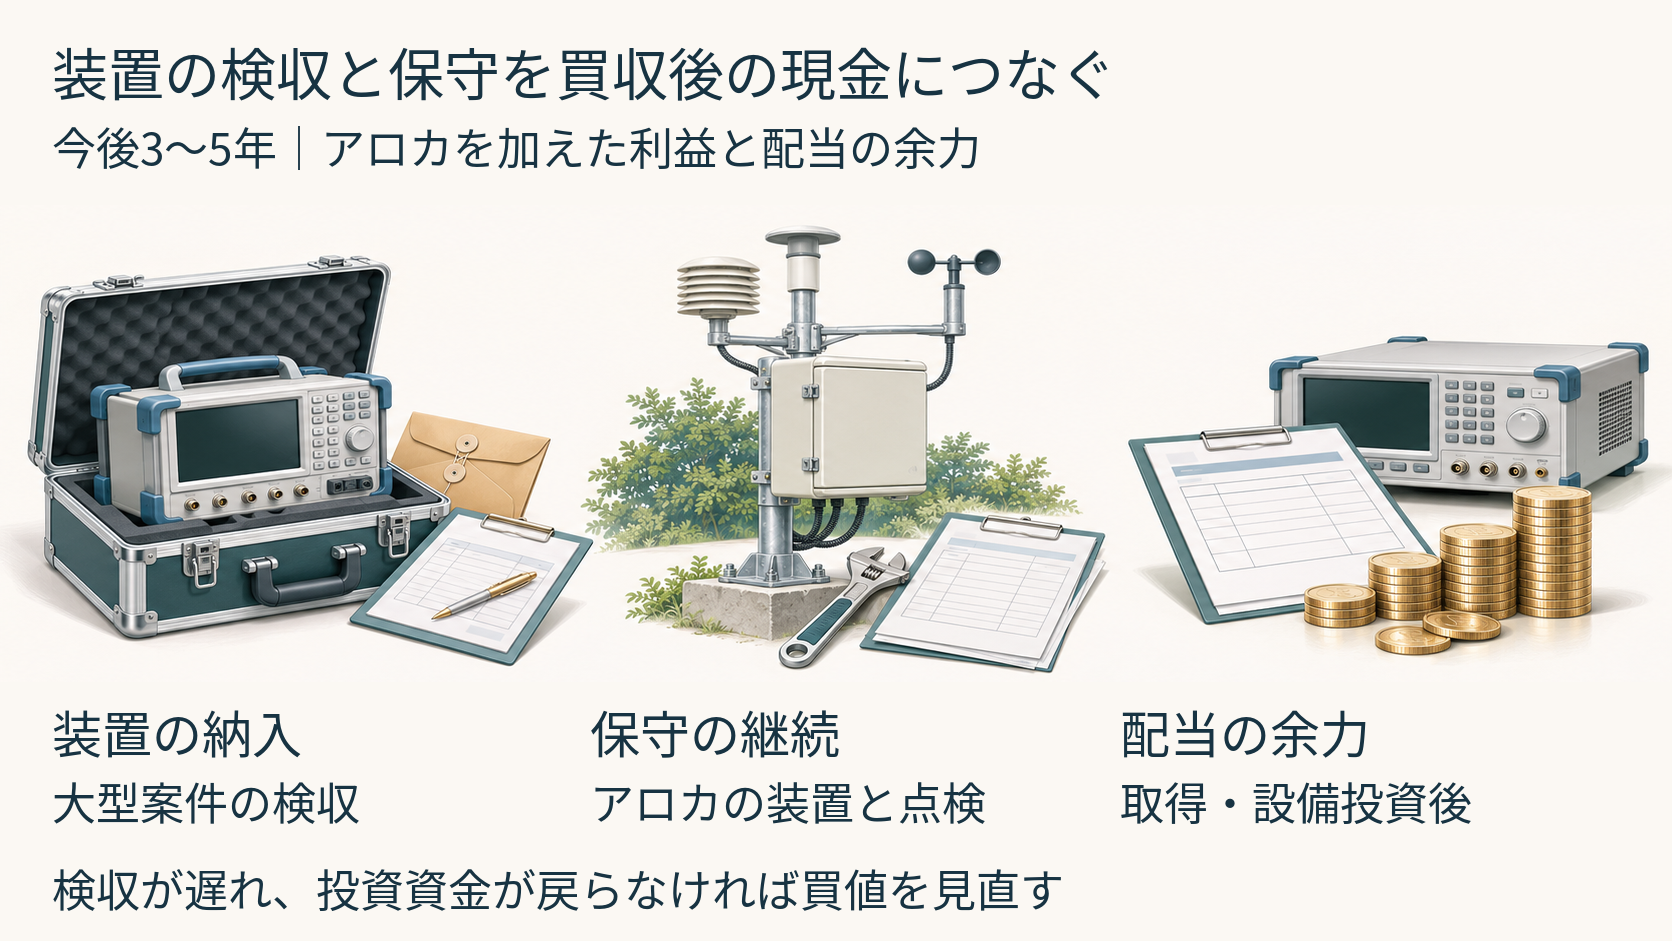 装置の検収と保守を買収後の現金につなぐ
今後3〜5年｜アロカを加えた利益と配当の余力
装置の納入
大型案件の検収
保守の継続
アロカの装置と点検
配当の余力
取得・設備投資後
検収が遅れ、投資資金が戻らなければ買値を見直す